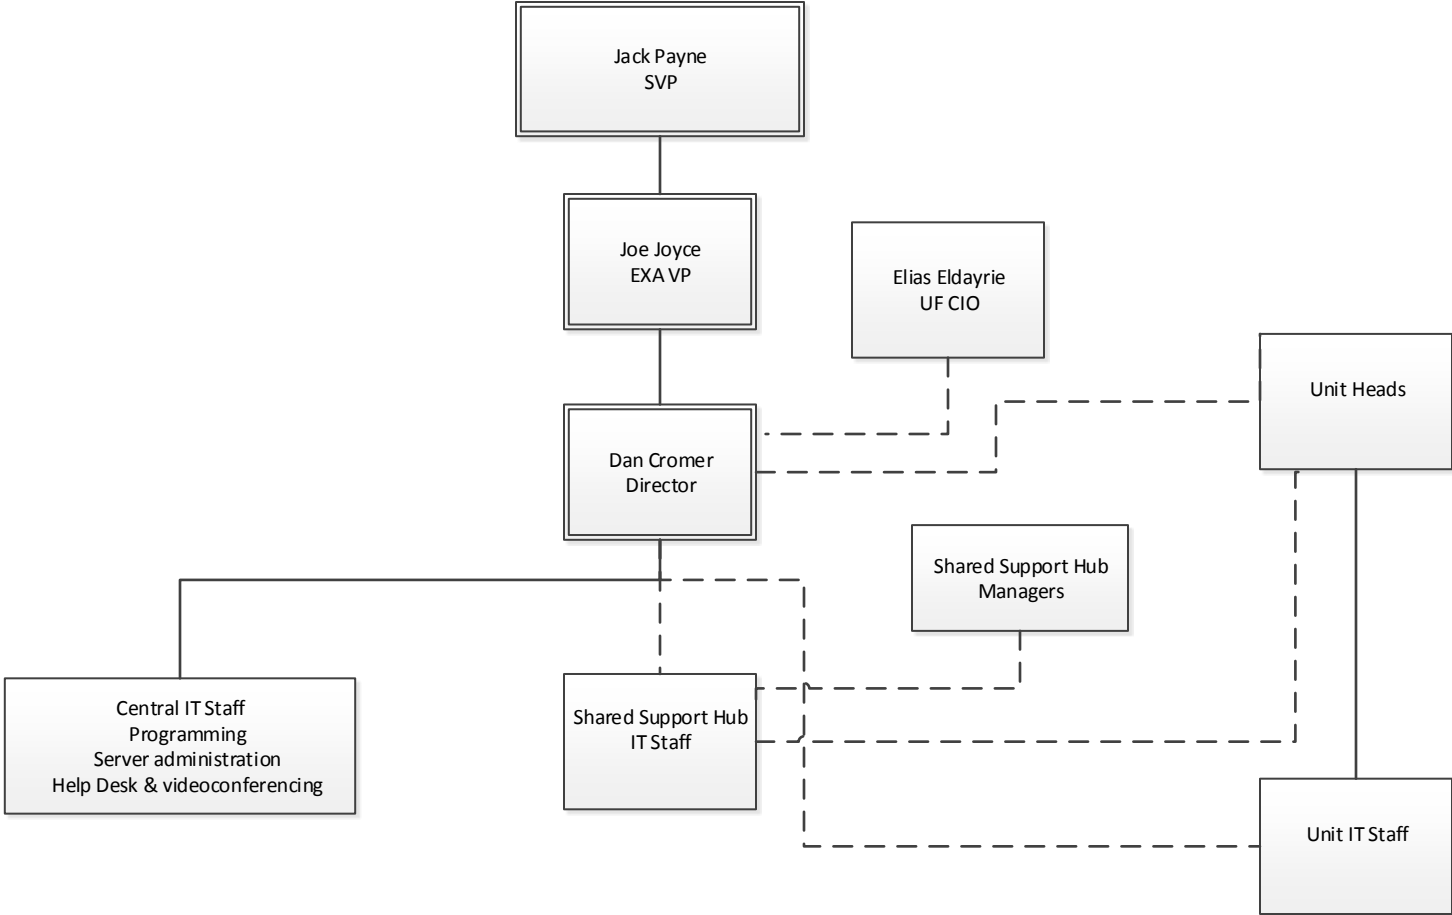 Jack Payne
SVP
Joe Joyce
EXA VP
Elias Eldayrie
UF CIO
Unit Heads
Dan Cromer
Director
Shared Support Hub
Managers
Central IT Staff
Programming
Server administration
Help Desk & videoconferencing
Shared Support Hub
IT Staff
Unit IT Staff